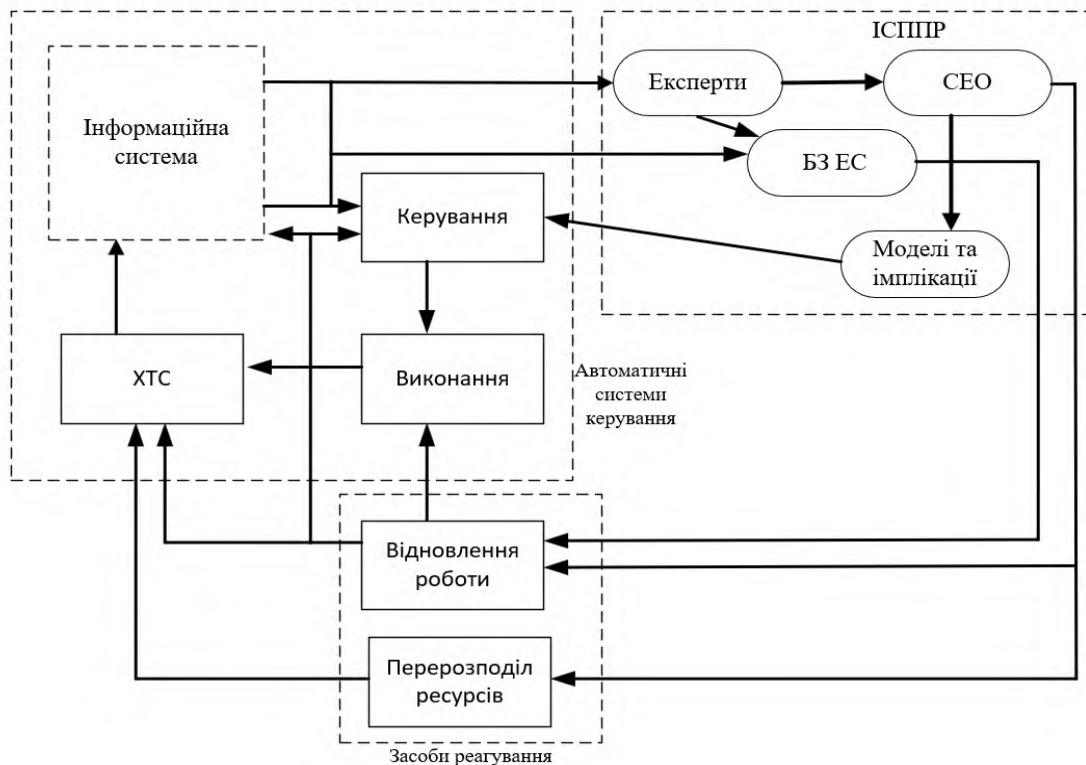 ІСППР
Експерти
СЕО
Інформаційна
система
БЗ ЕС
Керування
Моделі та
імплікації
ХТС
Виконання
Автоматичні
системи
керування
Відновлення
роботи
Перерозподіл
ресурсів
Засоби реагування